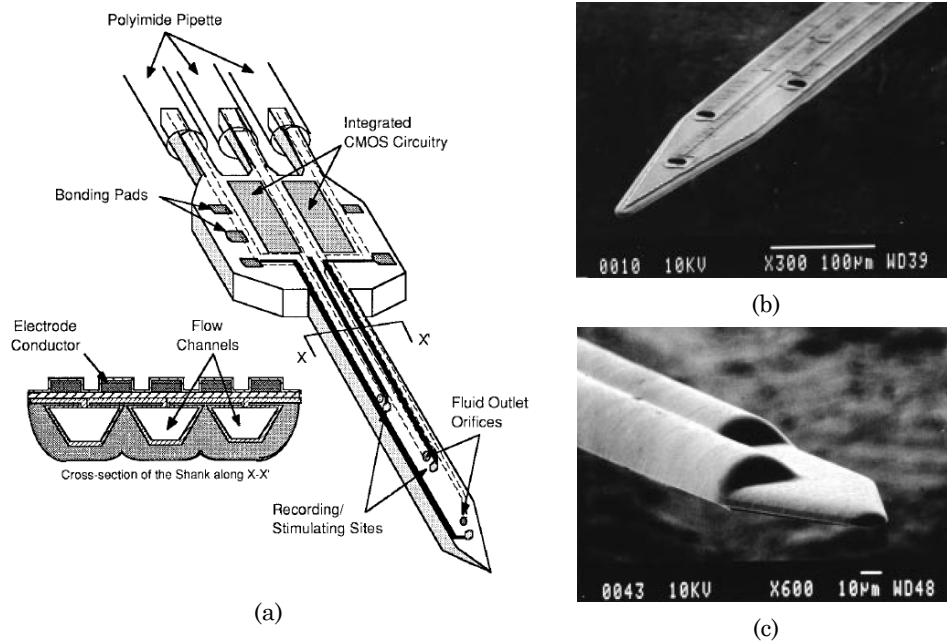 Polyimide Pipette
Integrated
CMOS Circuitry
Bonding Pads
Electrode
Conductor
Flow
Channels
X
X'
Fluid Outlet
Orifices
Cross-section of the Shank along X-X'
Recording/
Stimulating Sites
(a)
0010 10KV X300 100μm WD39
(b)
0043 10KV X600 10μm WD48
(c)